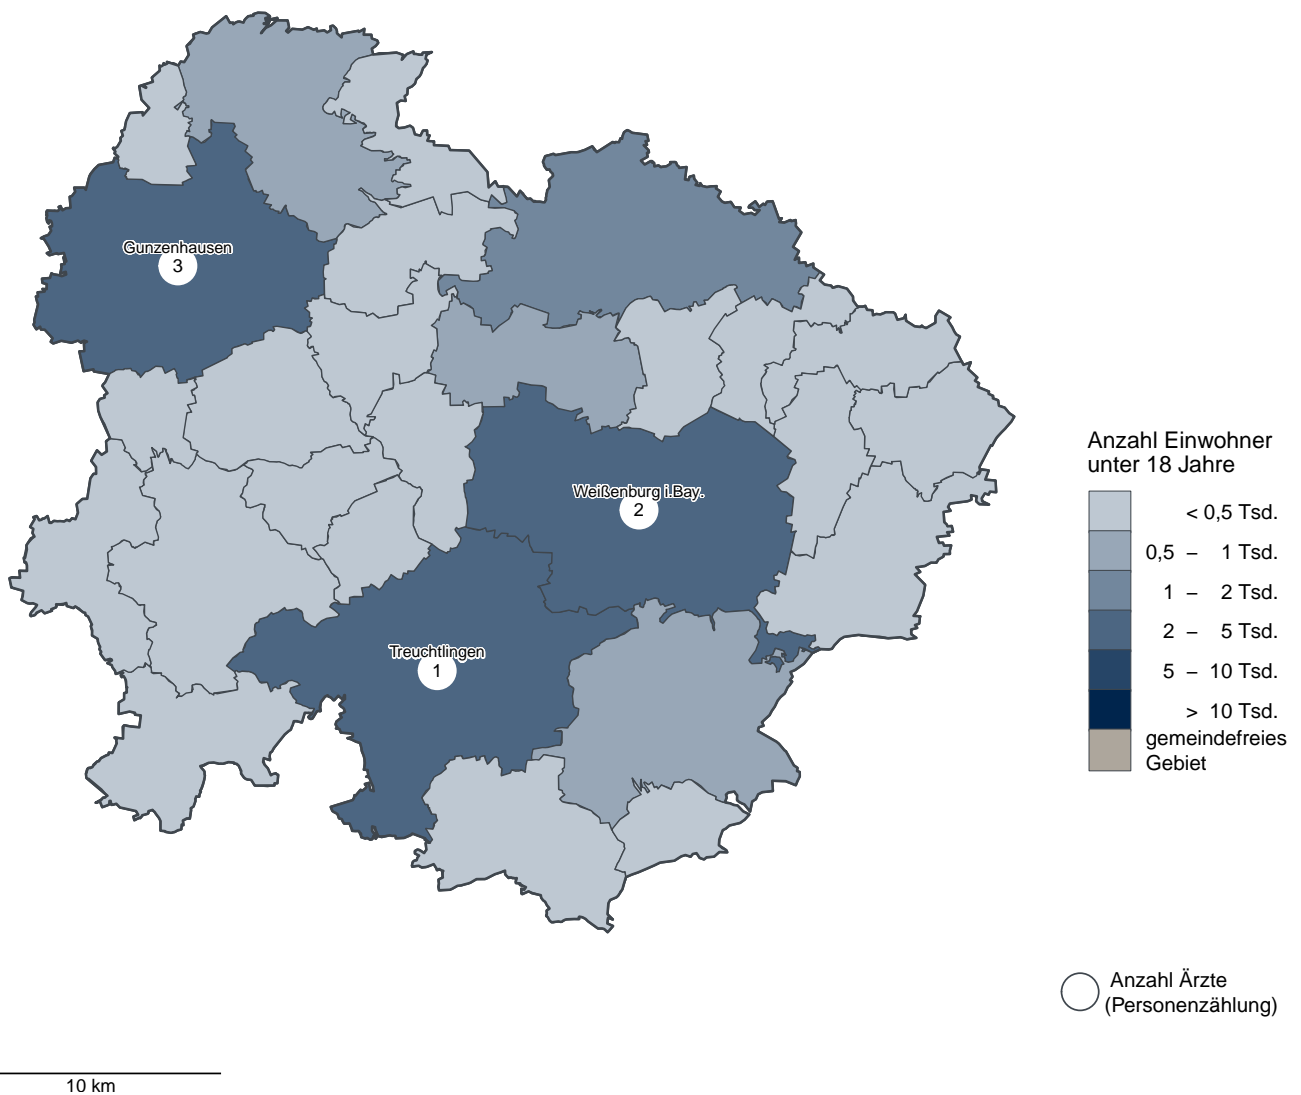 Gunzenhausen
3
Weißenburg i.Bay.
2
Treuchtlingen
1
Anzahl Einwohner
unter 18 Jahre
< 0,5 Tsd.
0,5 – 1 Tsd.
1 – 2 Tsd.
2 – 5 Tsd.
5 – 10 Tsd.
> 10 Tsd.
gemeindefreies
Gebiet
Anzahl Ärzte
(Personenzählung)
10 km